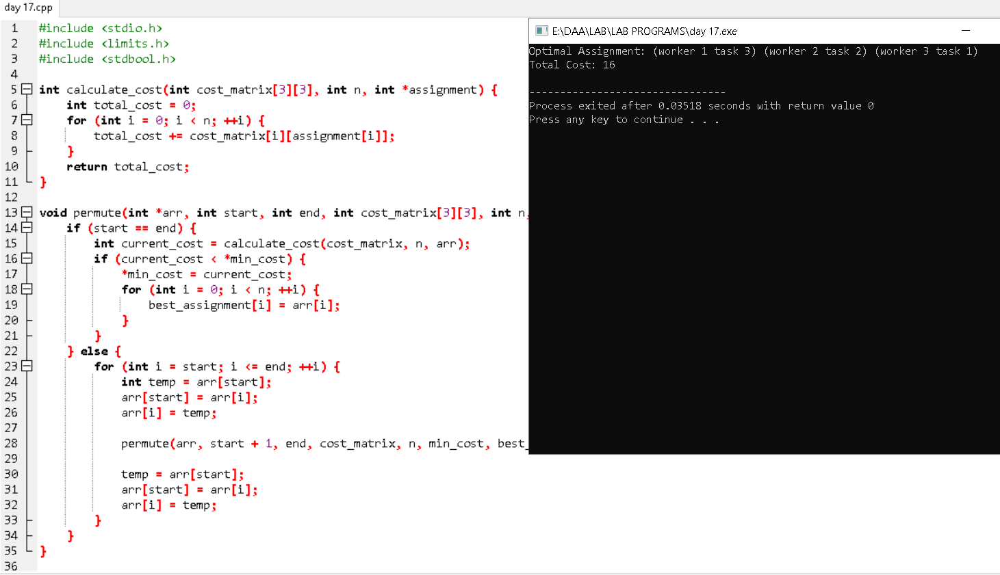 day 17.cpp
1 #include <stdio.h>
2 #include <limits.h>
3 #include <stdbool.h>
4
5 int calculate_cost(int cost_matrix[3][3], int n, int *assignment) {
6     int total_cost = 0;
7     for (int i = 0; i < n; ++i) {
8         total_cost += cost_matrix[i][assignment[i]];
9     }
10     return total_cost;
11 }
12
13 void permute(int *arr, int start, int end, int cost_matrix[3][3], int n,
14     if (start == end) {
15         int current_cost = calculate_cost(cost_matrix, n, arr);
16         if (current_cost < *min_cost) {
17             *min_cost = current_cost;
18             for (int i = 0; i < n; ++i) {
19                 best_assignment[i] = arr[i];
20             }
21         }
22     } else {
23         for (int i = start; i <= end; ++i) {
24             int temp = arr[start];
25             arr[start] = arr[i];
26             arr[i] = temp;
27
28             permute(arr, start + 1, end, cost_matrix, n, min_cost, best_
29
30             temp = arr[start];
31             arr[start] = arr[i];
32             arr[i] = temp;
33         }
34     }
35 }
36
E:\DAA\LAB\LAB PROGRAMS\day 17.exe
Optimal Assignment: (worker 1 task 3) (worker 2 task 2) (worker 3 task 1)
Total Cost: 16
--------------------------------
Process exited after 0.03518 seconds with return value 0
Press any key to continue . . .